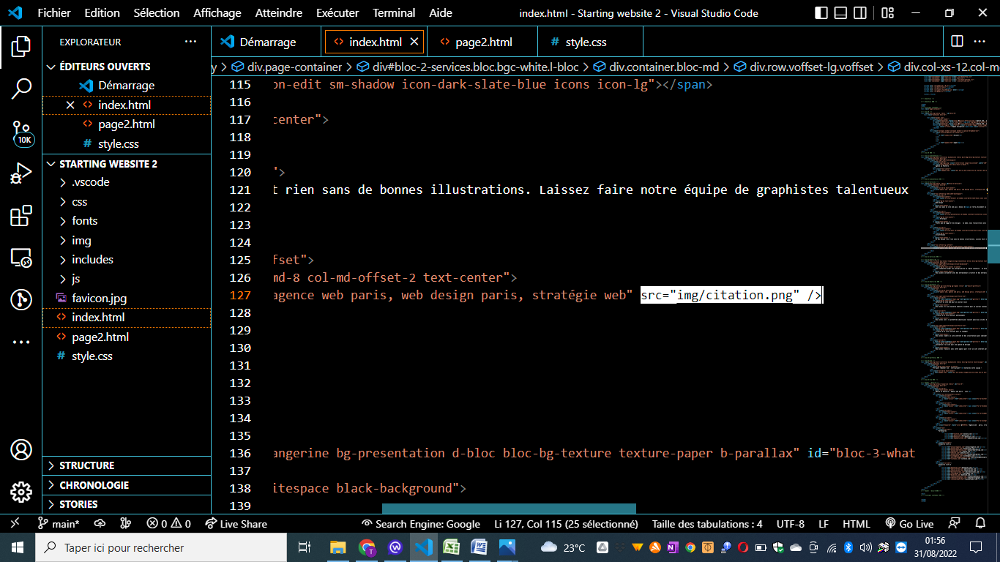 Fichier Edition Sélection Affichage Atteindre Exécuter Terminal Aide index.html - Starting website 2 - Visual Studio Code
EXPLORATEUR
ÉDITEURS OUVERTS
Démarrage
index.html
page2.html
style.css
STARTING WEBSITE 2
.vscode
css
fonts
img
includes
js
favicon.jpg
index.html
page2.html
style.css
STRUCTURE
CHRONOLOGIE
STORIES
10K
Démarrage index.html page2.html style.css
y > div.page-container > div#bloc-2-services.bloc.bgc-white.l-bloc > div.container.bloc-md > div.row.voffset-lg.voffset > div.col-xs-12.col-m
115 on-edit sm-shadow icon-dark-slate-blue icons icon-lg"></span>
116
117 center">
118
119
120 ">
121 t rien sans de bonnes illustrations. Laissez faire notre équipe de graphistes talentueux
122
123
124
125 ffset">
126 md-8 col-md-offset-2 text-center">
127 agence web paris, web design paris, stratégie web" src="img/citation.png" />
128
129
130
131
132
133
134
135
136 angerine bg-presentation d-bloc bloc-bg-texture texture-paper b-parallax" id="bloc-3-what
137
138 itespace black-background">
139
main* 0 0 Live Share Search Engine: Google Li 127, Col 115 (25 sélectionné) Taille des tabulations : 4 UTF-8 LF HTML Go Live
Taper ici pour rechercher
23°C
01:56
31/08/2022